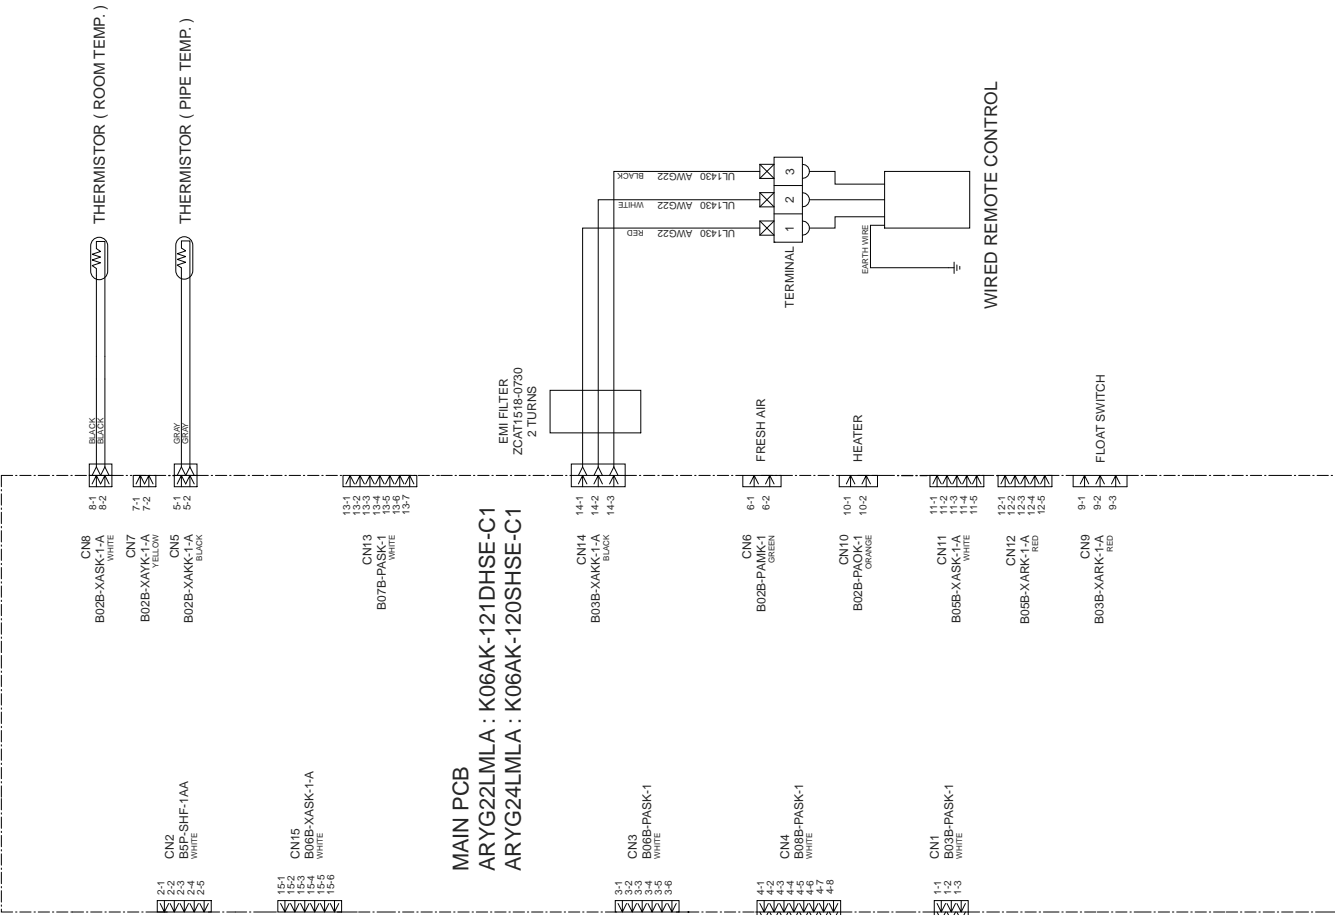 THERMISTOR ( ROOM TEMP. )
THERMISTOR ( PIPE TEMP. )
BLACK
BLACK
GRAY
GRAY
8-1
8-2
CN8
B02B-XASK-1-A
WHITE
7-1
7-2
CN7
B02B-XAYK-1-A
YELLOW
5-1
5-2
CN5
B02B-XAKK-1-A
BLACK
13-1
13-2
13-3
13-4
13-5
13-6
13-7
CN13
B07B-PASK-1
WHITE
EMI FILTER
ZCAT1518-0730
2 TURNS
RED UL1430 AWG22
WHITE UL1430 AWG22
BLACK UL1430 AWG22
1
2
3
TERMINAL
EARTH WIRE
WIRED REMOTE CONTROL
14-1
14-2
14-3
CN14
B03B-XAKK-1-A
BLACK
FRESH AIR
6-1
6-2
CN6
B02B-PAMK-1
GREEN
HEATER
10-1
10-2
CN10
B02B-PAOK-1
ORANGE
11-1
11-2
11-3
11-4
11-5
CN11
B05B-XASK-1-A
WHITE
12-1
12-2
12-3
12-4
12-5
CN12
B05B-XARK-1-A
RED
FLOAT SWITCH
9-1
9-2
9-3
CN9
B03B-XARK-1-A
RED
MAIN PCB
ARYG22LMLA : K06AK-121DHSE-C1
ARYG24LMLA : K06AK-120SHSE-C1
CN2
B5P-SHF-1AA
WHITE
2-1
2-2
2-3
2-4
2-5
CN15
B06B-XASK-1-A
WHITE
15-1
15-2
15-3
15-4
15-5
15-6
CN3
B06B-PASK-1
WHITE
3-1
3-2
3-3
3-4
3-5
3-6
CN4
B08B-PASK-1
WHITE
4-1
4-2
4-3
4-4
4-5
4-6
4-7
4-8
CN1
B03B-PASK-1
WHITE
1-1
1-2
1-3